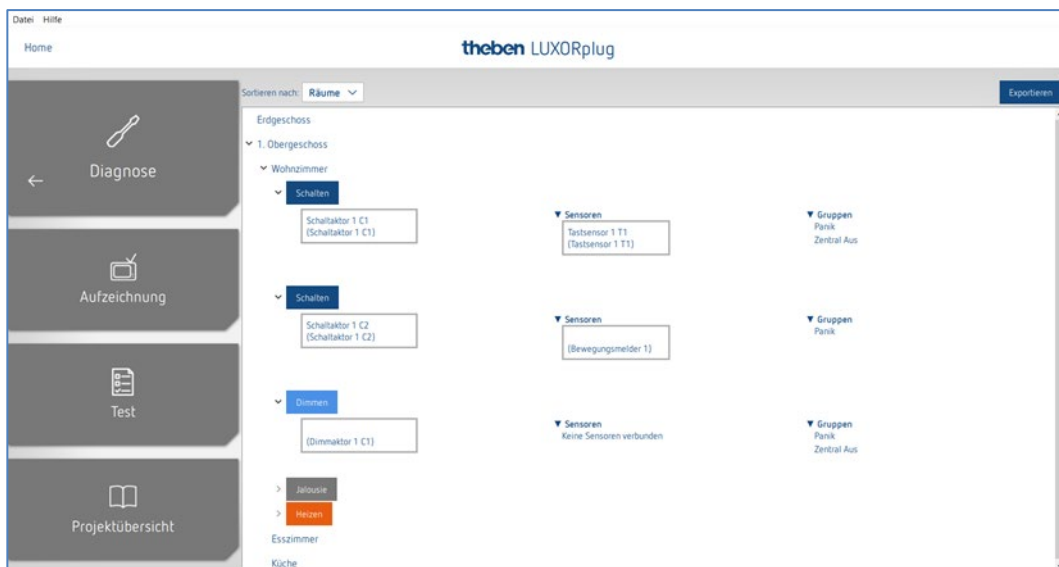 Datei Hilfe
Home
theben LUXORplug
Diagnose
Aufzeichnung
Test
Projektübersicht
Sortieren nach: Räume
Exportieren
Erdgeschoss
1. Obergeschoss
Wohnzimmer
Schalten
Schaltaktor 1 C1
(Schaltaktor 1 C1)
Sensoren
Tastsensor 1 T1
(Tastsensor 1 T1)
Gruppen
Panik
Zentral Aus
Schalten
Schaltaktor 1 C2
(Schaltaktor 1 C2)
Sensoren
(Bewegungsmelder 1)
Gruppen
Panik
Dimmen
(Dimmaktor 1 C1)
Sensoren
Keine Sensoren verbunden
Gruppen
Panik
Zentral Aus
Jalousie
Heizen
Esszimmer
Küche